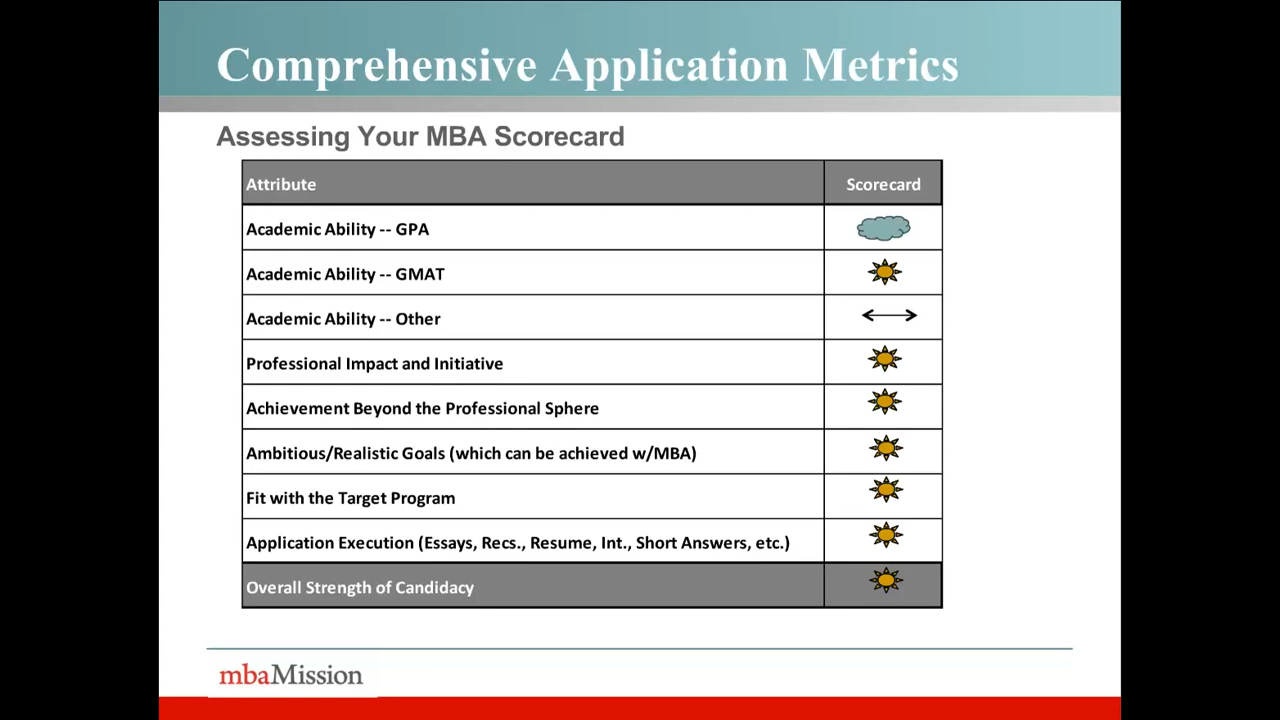 Comprehensive Application Metrics
Assessing Your MBA Scorecard
Attribute Scorecard
Academic Ability -- GPA
Academic Ability -- GMAT
Academic Ability -- Other
Professional Impact and Initiative
Achievement Beyond the Professional Sphere
Ambitious/Realistic Goals (which can be achieved w/MBA)
Fit with the Target Program
Application Execution (Essays, Recs., Resume, Int., Short Answers, etc.)
Overall Strength of Candidacy
mbaMission